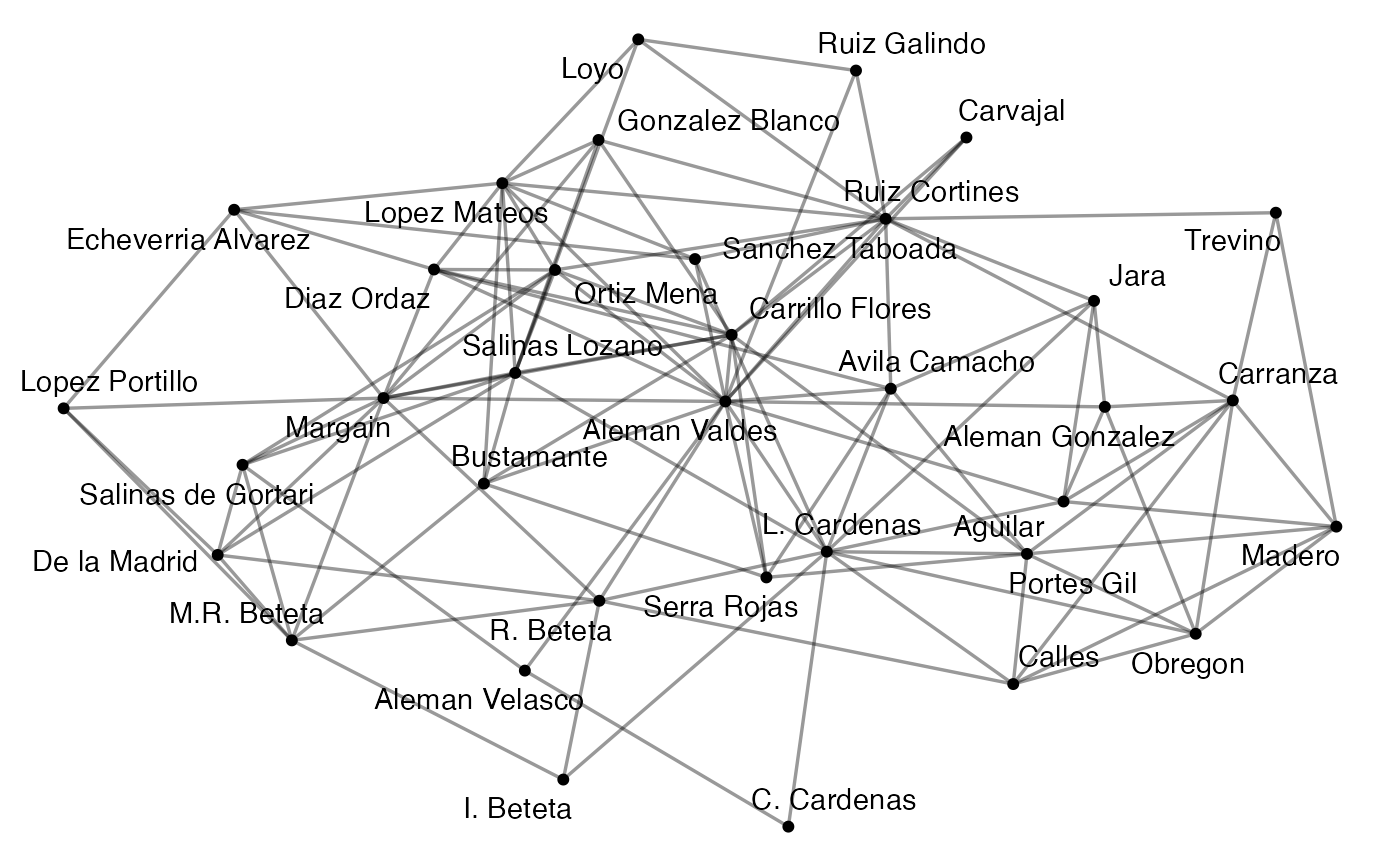 Ruiz Galindo
Loyo
Carvajal
Gonzalez Blanco
Ruiz Cortines
Lopez Mateos
Echeverria Alvarez
Trevino
Sanchez Taboada
Jara
Diaz Ordaz
Ortiz Mena
Carrillo Flores
Salinas Lozano
Avila Camacho
Lopez Portillo
Carranza
Margain
Aleman Valdes
Aleman Gonzalez
Bustamante
Salinas de Gortari
L. Cardenas
Aguilar
De la Madrid
Madero
Portes Gil
M.R. Beteta
Serra Rojas
R. Beteta
Calles
Obregon
Aleman Velasco
C. Cardenas
I. Beteta